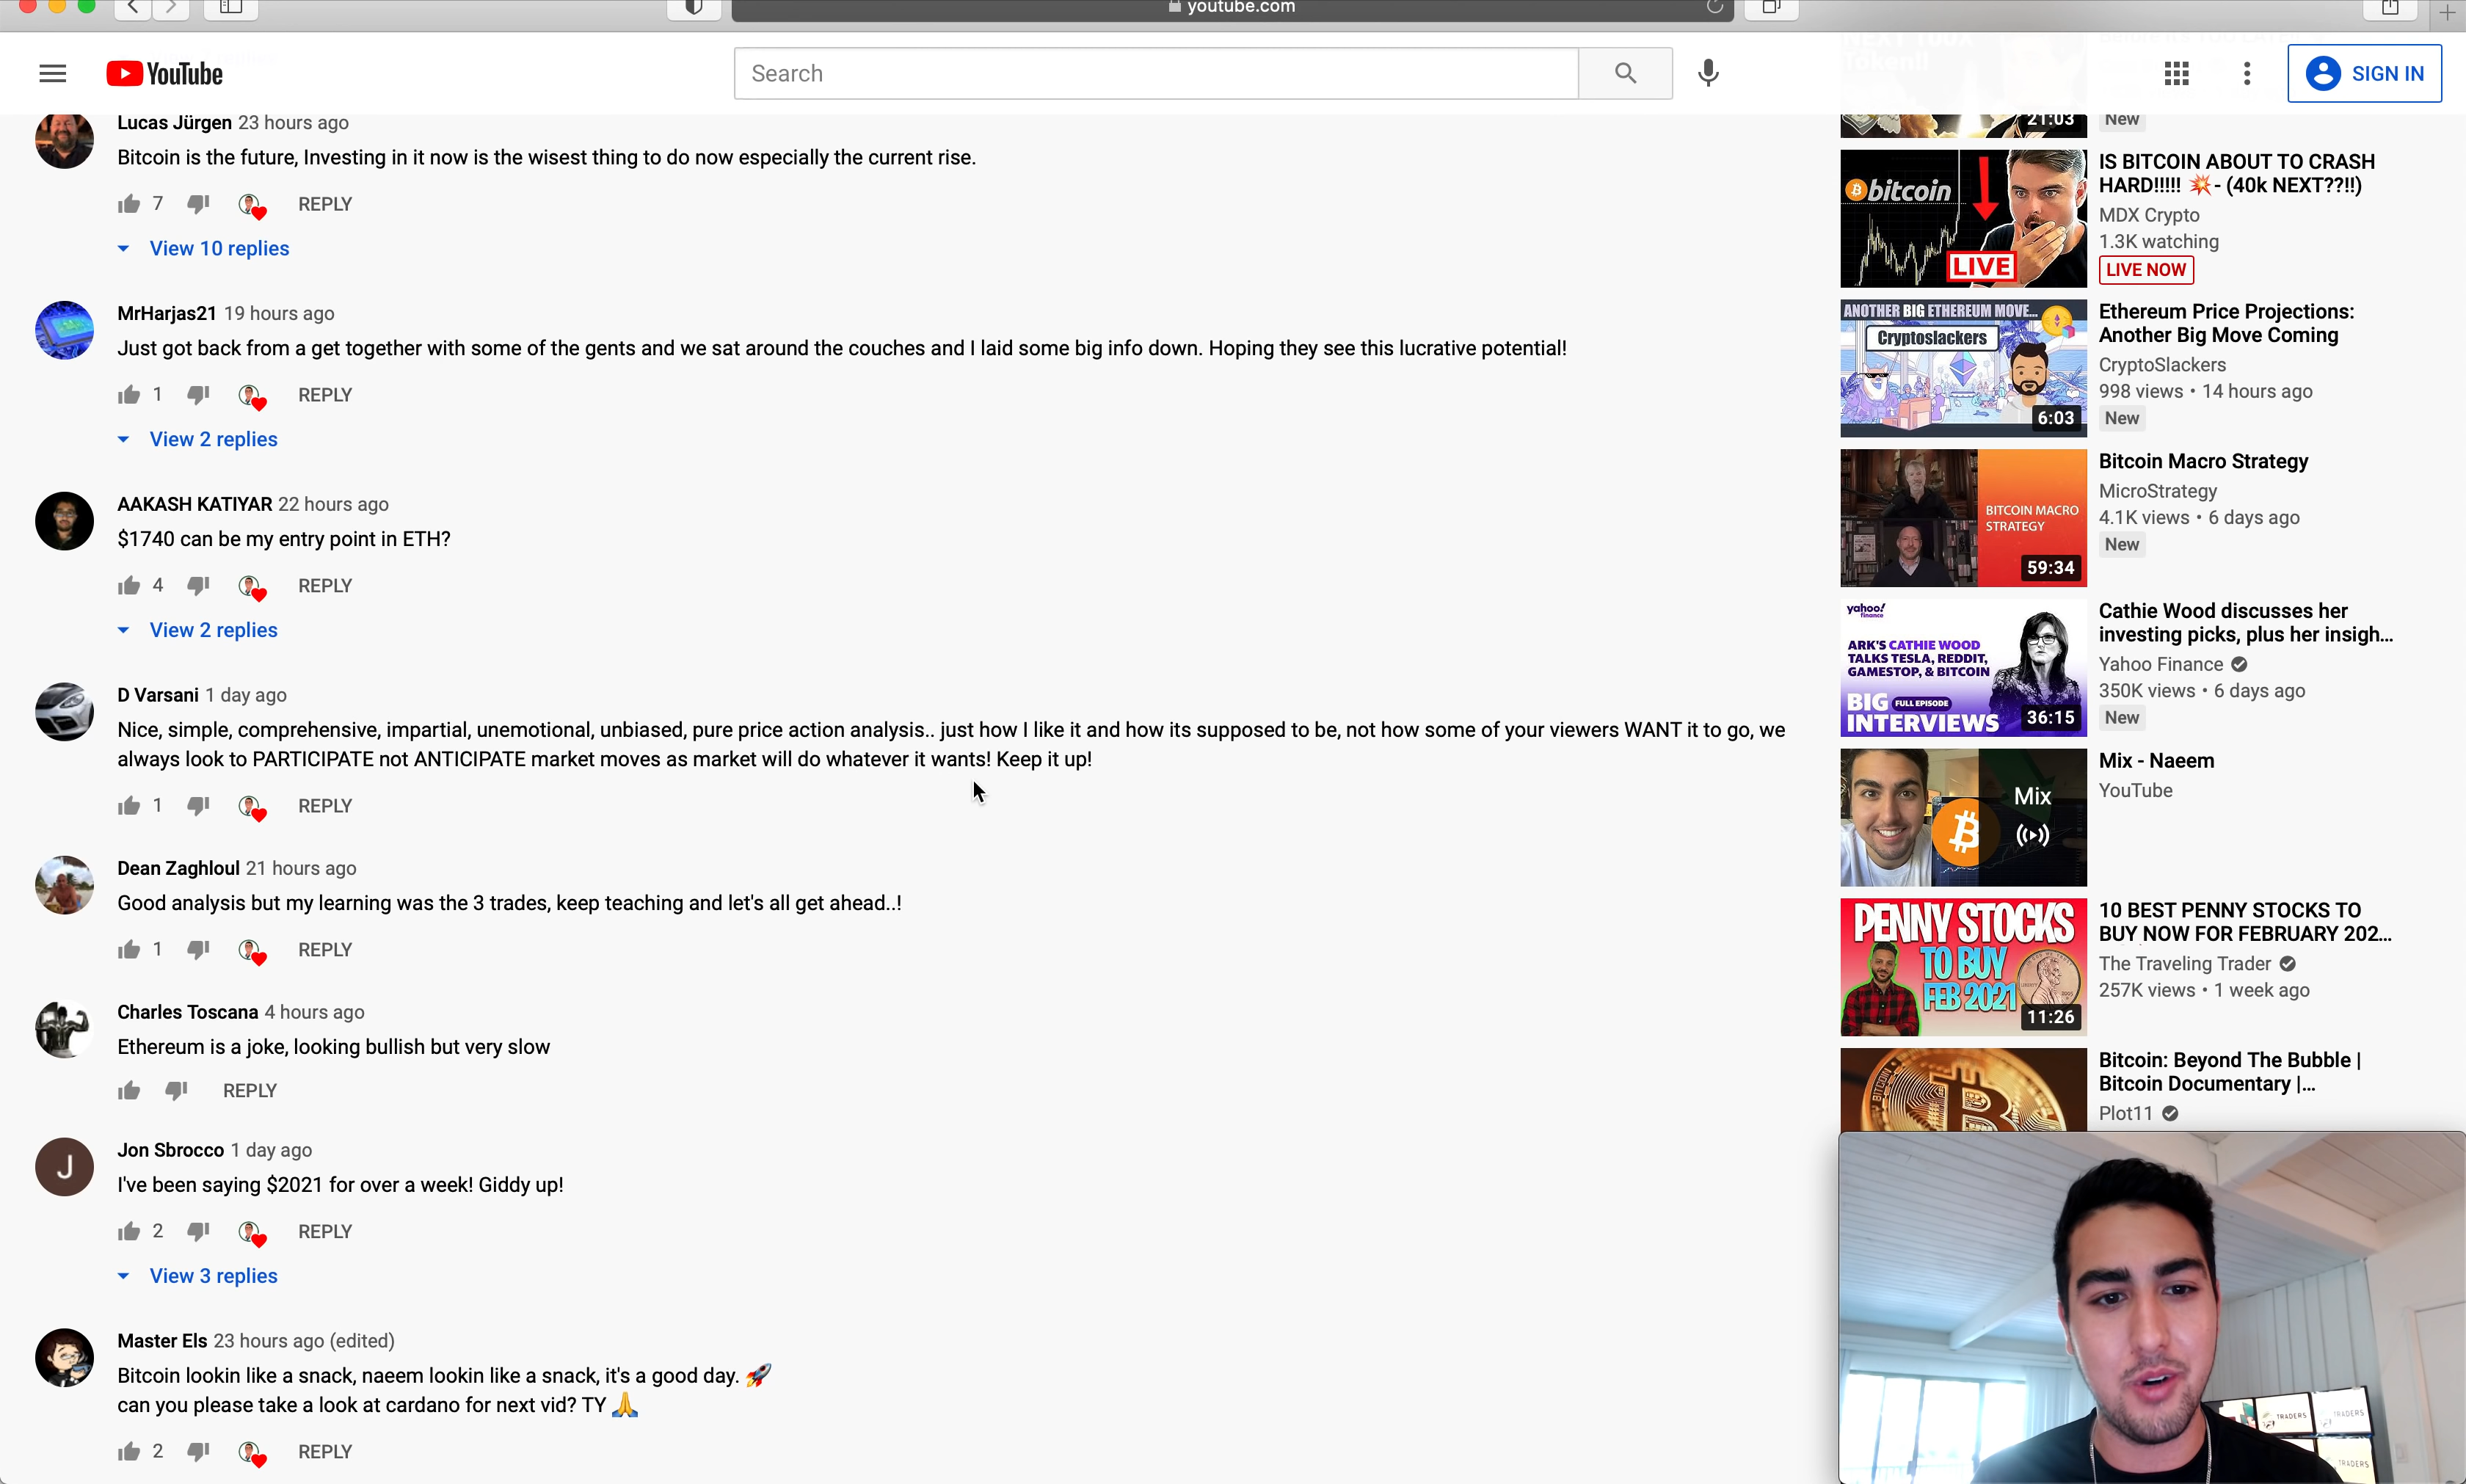 youtube.com
YouTube
Search
SIGN IN
Lucas Jürgen 23 hours ago
Bitcoin is the future, Investing in it now is the wisest thing to do now especially the current rise.
7 REPLY
View 10 replies
MrHarjas21 19 hours ago
Just got back from a get together with some of the gents and we sat around the couches and I laid some big info down. Hoping they see this lucrative potential!
1 REPLY
View 2 replies
AAKASH KATIYAR 22 hours ago
$1740 can be my entry point in ETH?
4 REPLY
View 2 replies
D Varsani 1 day ago
Nice, simple, comprehensive, impartial, unemotional, unbiased, pure price action analysis.. just how I like it and how its supposed to be, not how some of your viewers WANT it to go, we
always look to PARTICIPATE not ANTICIPATE market moves as market will do whatever it wants! Keep it up!
1 REPLY
Dean Zaghloul 21 hours ago
Good analysis but my learning was the 3 trades, keep teaching and let's all get ahead..!
1 REPLY
Charles Toscana 4 hours ago
Ethereum is a joke, looking bullish but very slow
REPLY
J
Jon Sbrocco 1 day ago
I've been saying $2021 for over a week! Giddy up!
2 REPLY
View 3 replies
Master Els 23 hours ago (edited)
Bitcoin lookin like a snack, naeem lookin like a snack, it's a good day. 🚀
can you please take a look at cardano for next vid? TY 🙏
2 REPLY
21:03
New
bitcoin
LIVE
IS BITCOIN ABOUT TO CRASH
HARD!!!!! 💥- (40k NEXT??!!)
MDX Crypto
1.3K watching
LIVE NOW
ANOTHER BIG ETHEREUM MOVE...
Cryptoslackers
6:03
Ethereum Price Projections:
Another Big Move Coming
CryptoSlackers
998 views • 14 hours ago
New
BITCOIN MACRO
STRATEGY
59:34
Bitcoin Macro Strategy
MicroStrategy
4.1K views • 6 days ago
New
yahoo!
finance
ARK'S CATHIE WOOD
TALKS TESLA, REDDIT,
GAMESTOP, & BITCOIN
BIG FULL EPISODE
INTERVIEWS
36:15
Cathie Wood discusses her
investing picks, plus her insigh...
Yahoo Finance
350K views • 6 days ago
New
Mix
Mix - Naeem
YouTube
PENNY STOCKS
TO BUY
FEB 2021
11:26
10 BEST PENNY STOCKS TO
BUY NOW FOR FEBRUARY 202...
The Traveling Trader
257K views • 1 week ago
BITCOIN
Bitcoin: Beyond The Bubble |
Bitcoin Documentary |...
Plot11
TRADERS
TRADERS
TRADERS